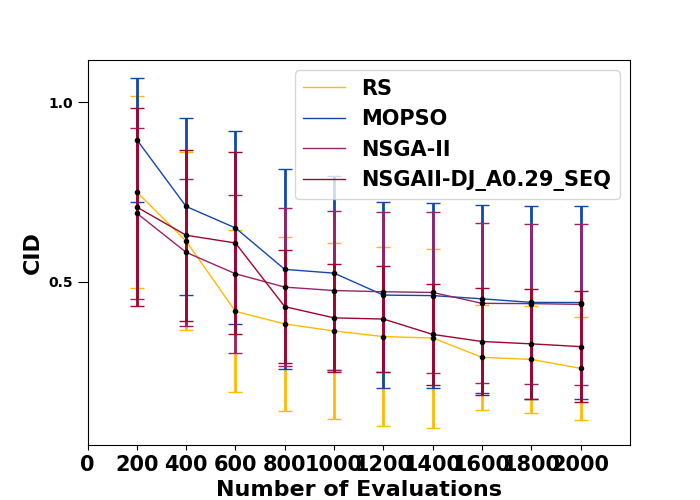 RS
MOPSO
NSGA-II
NSGAII-DJ_A0.29_SEQ
1.0
0.5
CID
0 200 400 600 800 1000 1200 1400 1600 1800 2000
Number of Evaluations